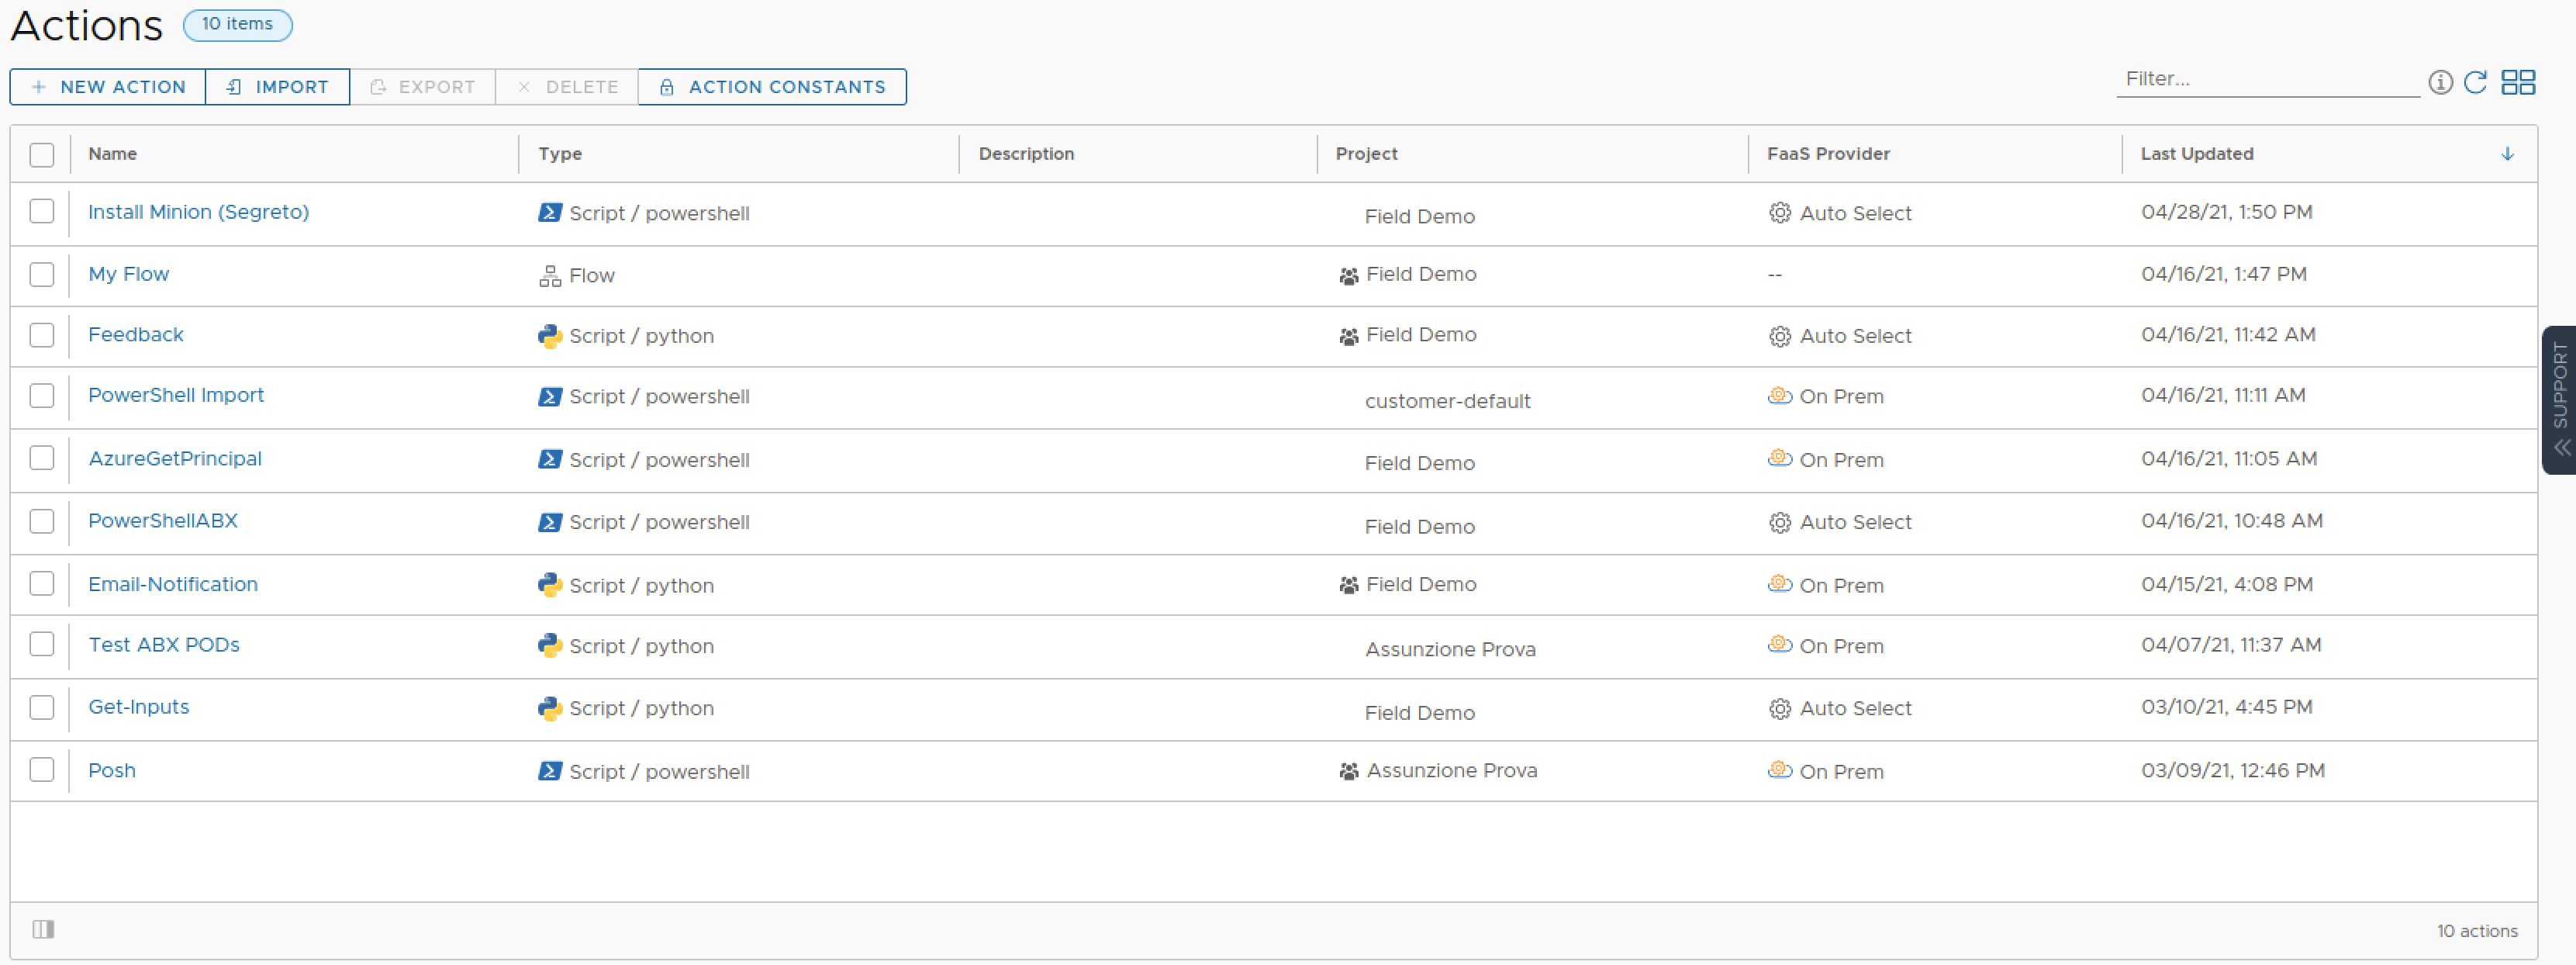 Actions 10 items
NEW ACTION IMPORT EXPORT DELETE ACTION CONSTANTS Filter...
Name Type Description Project FaaS Provider Last Updated
Install Minion (Segreto) Script / powershell Field Demo Auto Select 04/28/21, 1:50 PM
My Flow Flow Field Demo -- 04/16/21, 1:47 PM
Feedback Script / python Field Demo Auto Select 04/16/21, 11:42 AM
PowerShell Import Script / powershell customer-default On Prem 04/16/21, 11:11 AM
AzureGetPrincipal Script / powershell Field Demo On Prem 04/16/21, 11:05 AM
PowerShellABX Script / powershell Field Demo Auto Select 04/16/21, 10:48 AM
Email-Notification Script / python Field Demo On Prem 04/15/21, 4:08 PM
Test ABX PODs Script / python Assunzione Prova On Prem 04/07/21, 11:37 AM
Get-Inputs Script / python Field Demo Auto Select 03/10/21, 4:45 PM
Posh Script / powershell Assunzione Prova On Prem 03/09/21, 12:46 PM
10 actions
SUPPORT